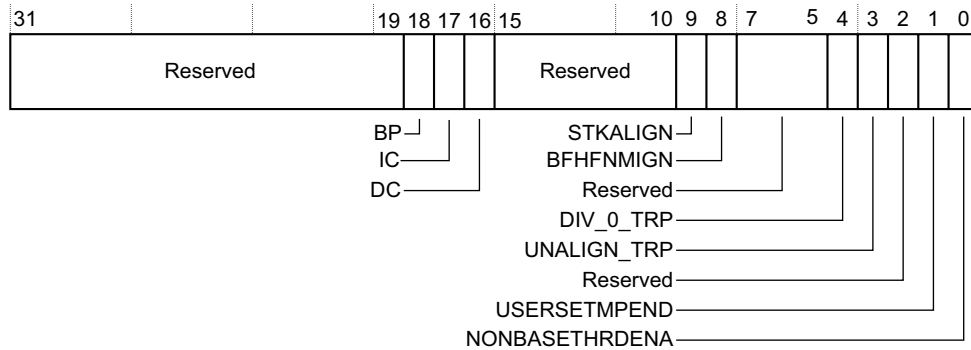 31 19 18 17 16 15 10 9 8 7 5 4 3 2 1 0
Reserved Reserved
BP STKALIGN
IC BFHFNMIGN
DC Reserved
DIV_0_TRP
UNALIGN_TRP
Reserved
USERSETMPEND
NONBASETHRDENA